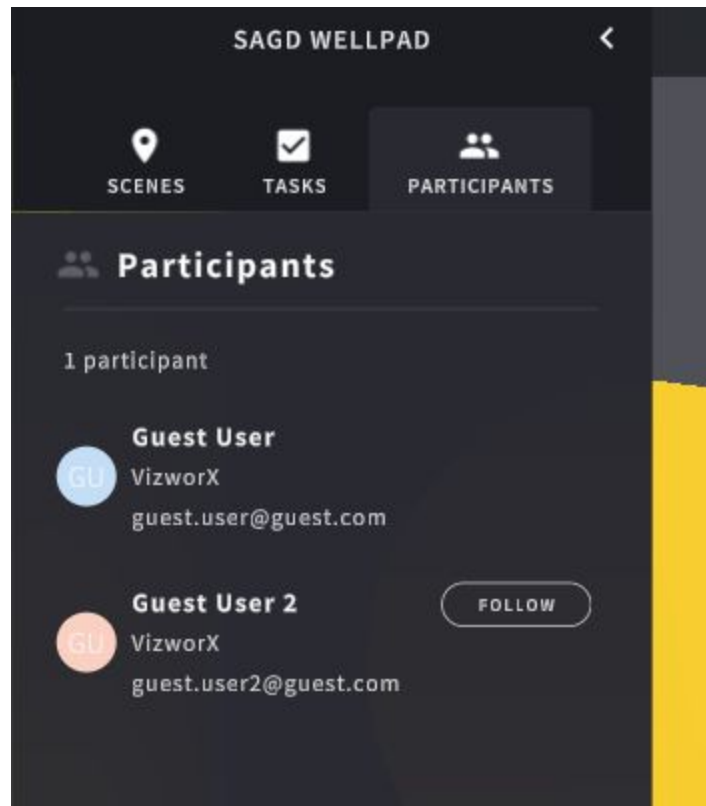 SAGD WELLPAD
SCENES TASKS PARTICIPANTS
Participants
1 participant
Guest User
GU
VizworX
guest.user@guest.com
Guest User 2
FOLLOW
GU
VizworX
guest.user2@guest.com